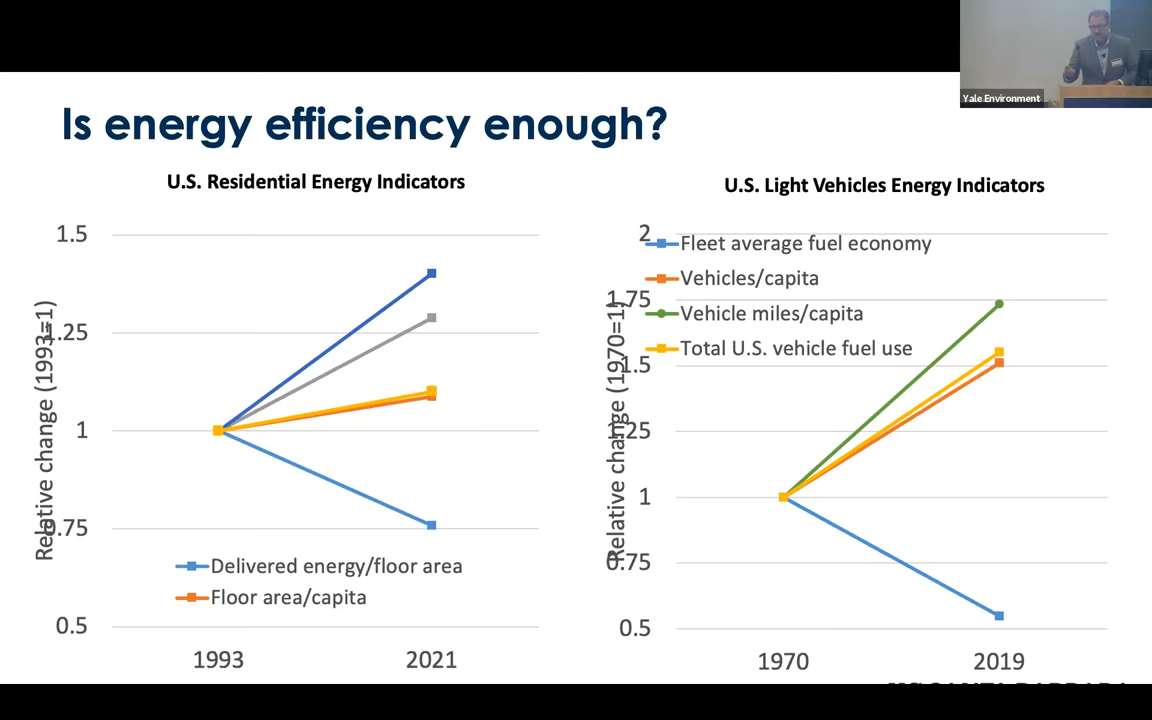 Yale Environment
Is energy efficiency enough?
U.S. Residential Energy Indicators
1.5
1.25
1
0.75
0.5
Relative change (1993=1)
Delivered energy/floor area
Floor area/capita
1993
2021
U.S. Light Vehicles Energy Indicators
2
1.75
1.5
1.25
1
0.75
0.5
Relative change (1970=1)
Fleet average fuel economy
Vehicles/capita
Vehicle miles/capita
Total U.S. vehicle fuel use
1970
2019